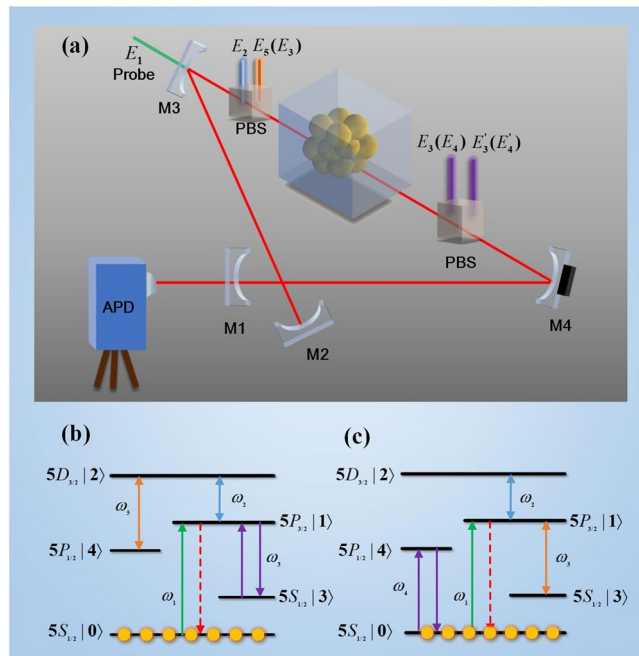 (a)
E₁
Probe
M3
E₂ E₅(E₃)
PBS
E₃(E₄) E₃'(E₄')
PBS
M4
APD
M1
M2
(b)
5D₃/₂|2⟩
ω₅
ω₂
5P₃/₂|1⟩
5P₁/₂|4⟩
ω₁
ω₃
5S₁/₂|3⟩
5S₁/₂|0⟩
(c)
5D₃/₂|2⟩
ω₂
5P₃/₂|1⟩
5P₁/₂|4⟩
ω₄
ω₁
ω₃
5S₁/₂|3⟩
5S₁/₂|0⟩